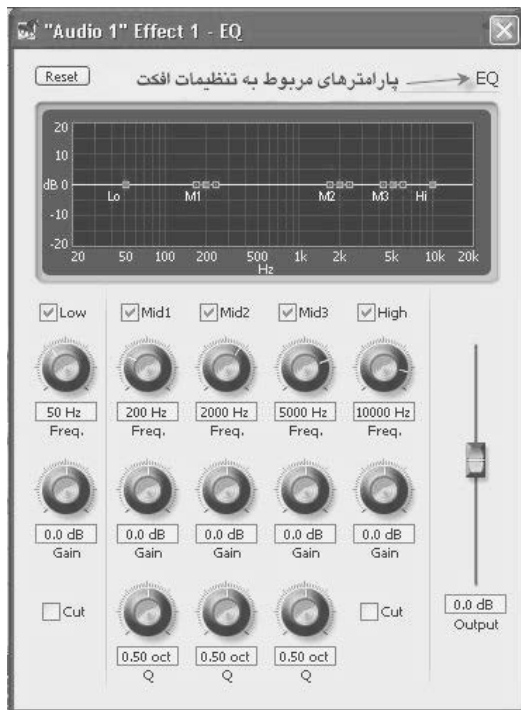 "Audio 1" Effect 1 - EQ
Reset پارامترهای مربوط به تنظیمات افکت EQ
20
10
dB 0
-10
-20
Lo M1 M2 M3 Hi
20 50 100 200 500 1k 2k 5k 10k 20k
Hz
Low Mid1 Mid2 Mid3 High
50 Hz 200 Hz 2000 Hz 5000 Hz 10000 Hz
Freq. Freq. Freq. Freq. Freq.
0.0 dB 0.0 dB 0.0 dB 0.0 dB 0.0 dB
Gain Gain Gain Gain Gain
Cut Cut
0.0 dB
Output
0.50 oct 0.50 oct 0.50 oct
Q Q Q